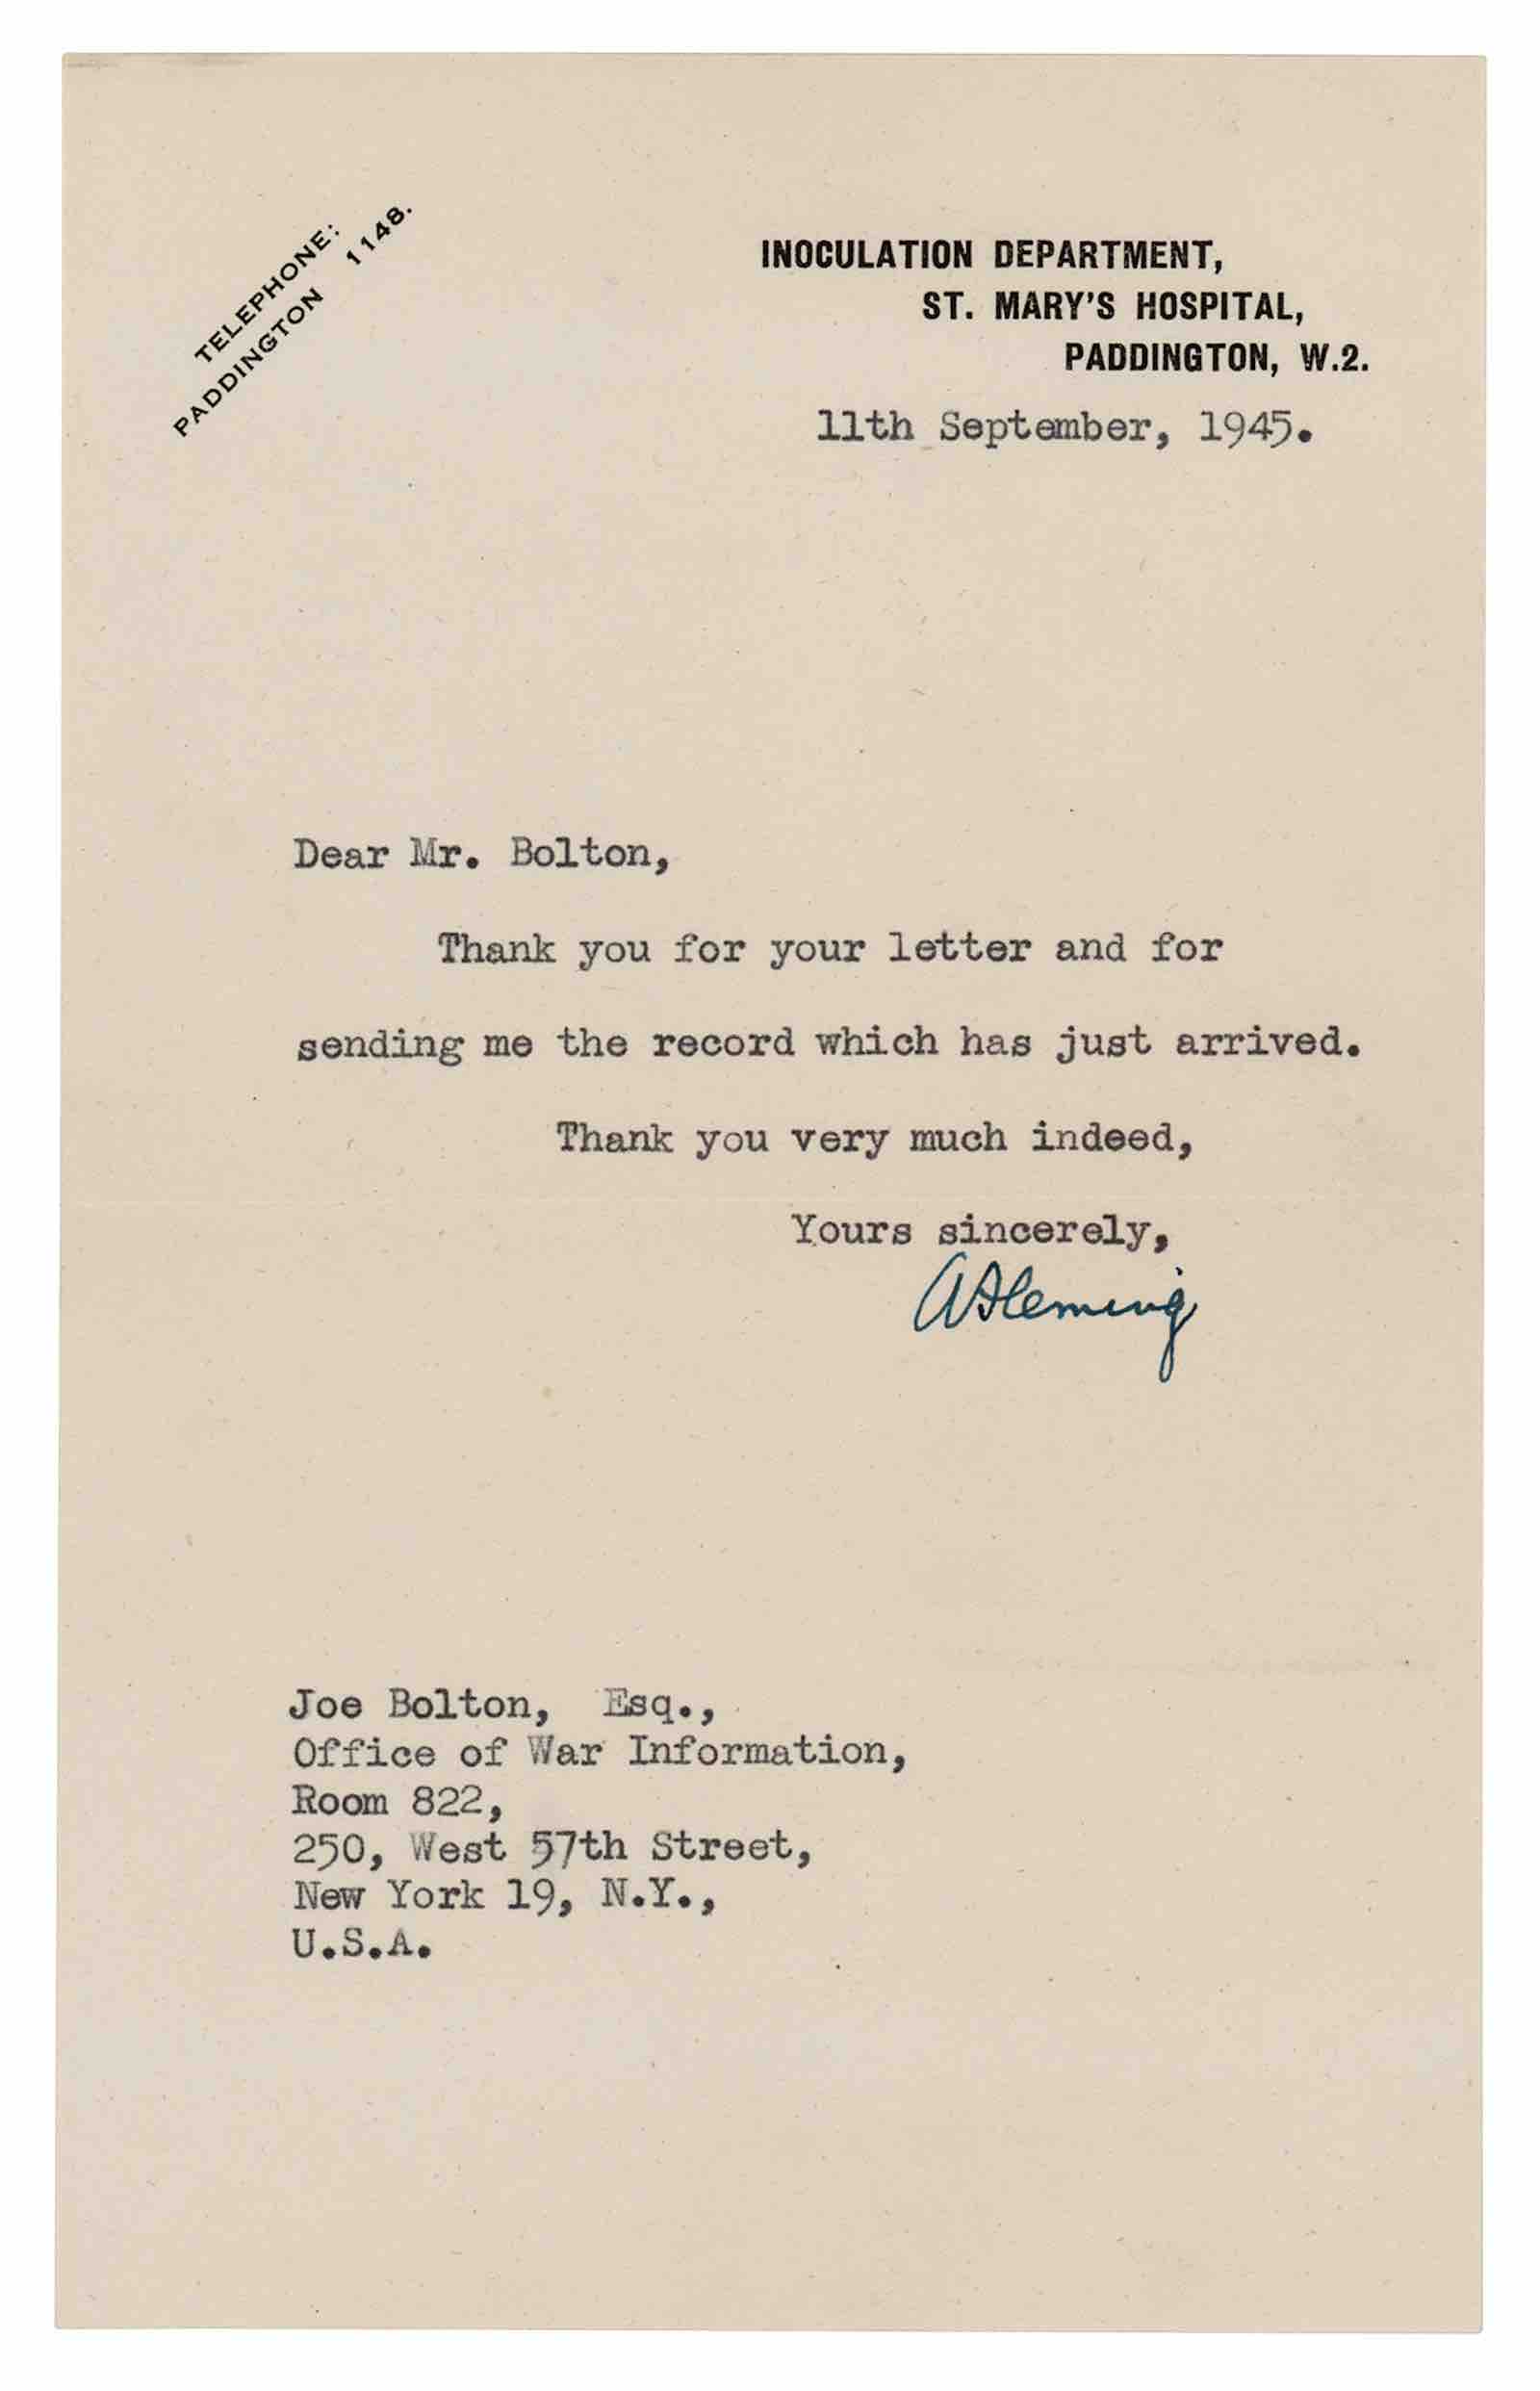 TELEPHONE:
PADDINGTON 1148.
INOCULATION DEPARTMENT,
ST. MARY'S HOSPITAL,
PADDINGTON, W.2.
11th September, 1945.
Dear Mr. Bolton,
Thank you for your letter and for
sending me the record which has just arrived.
Thank you very much indeed,
Yours sincerely,
A Fleming
Joe Bolton, Esq.,
Office of War Information,
Room 822,
250, West 57th Street,
New York 19, N.Y.,
U.S.A.